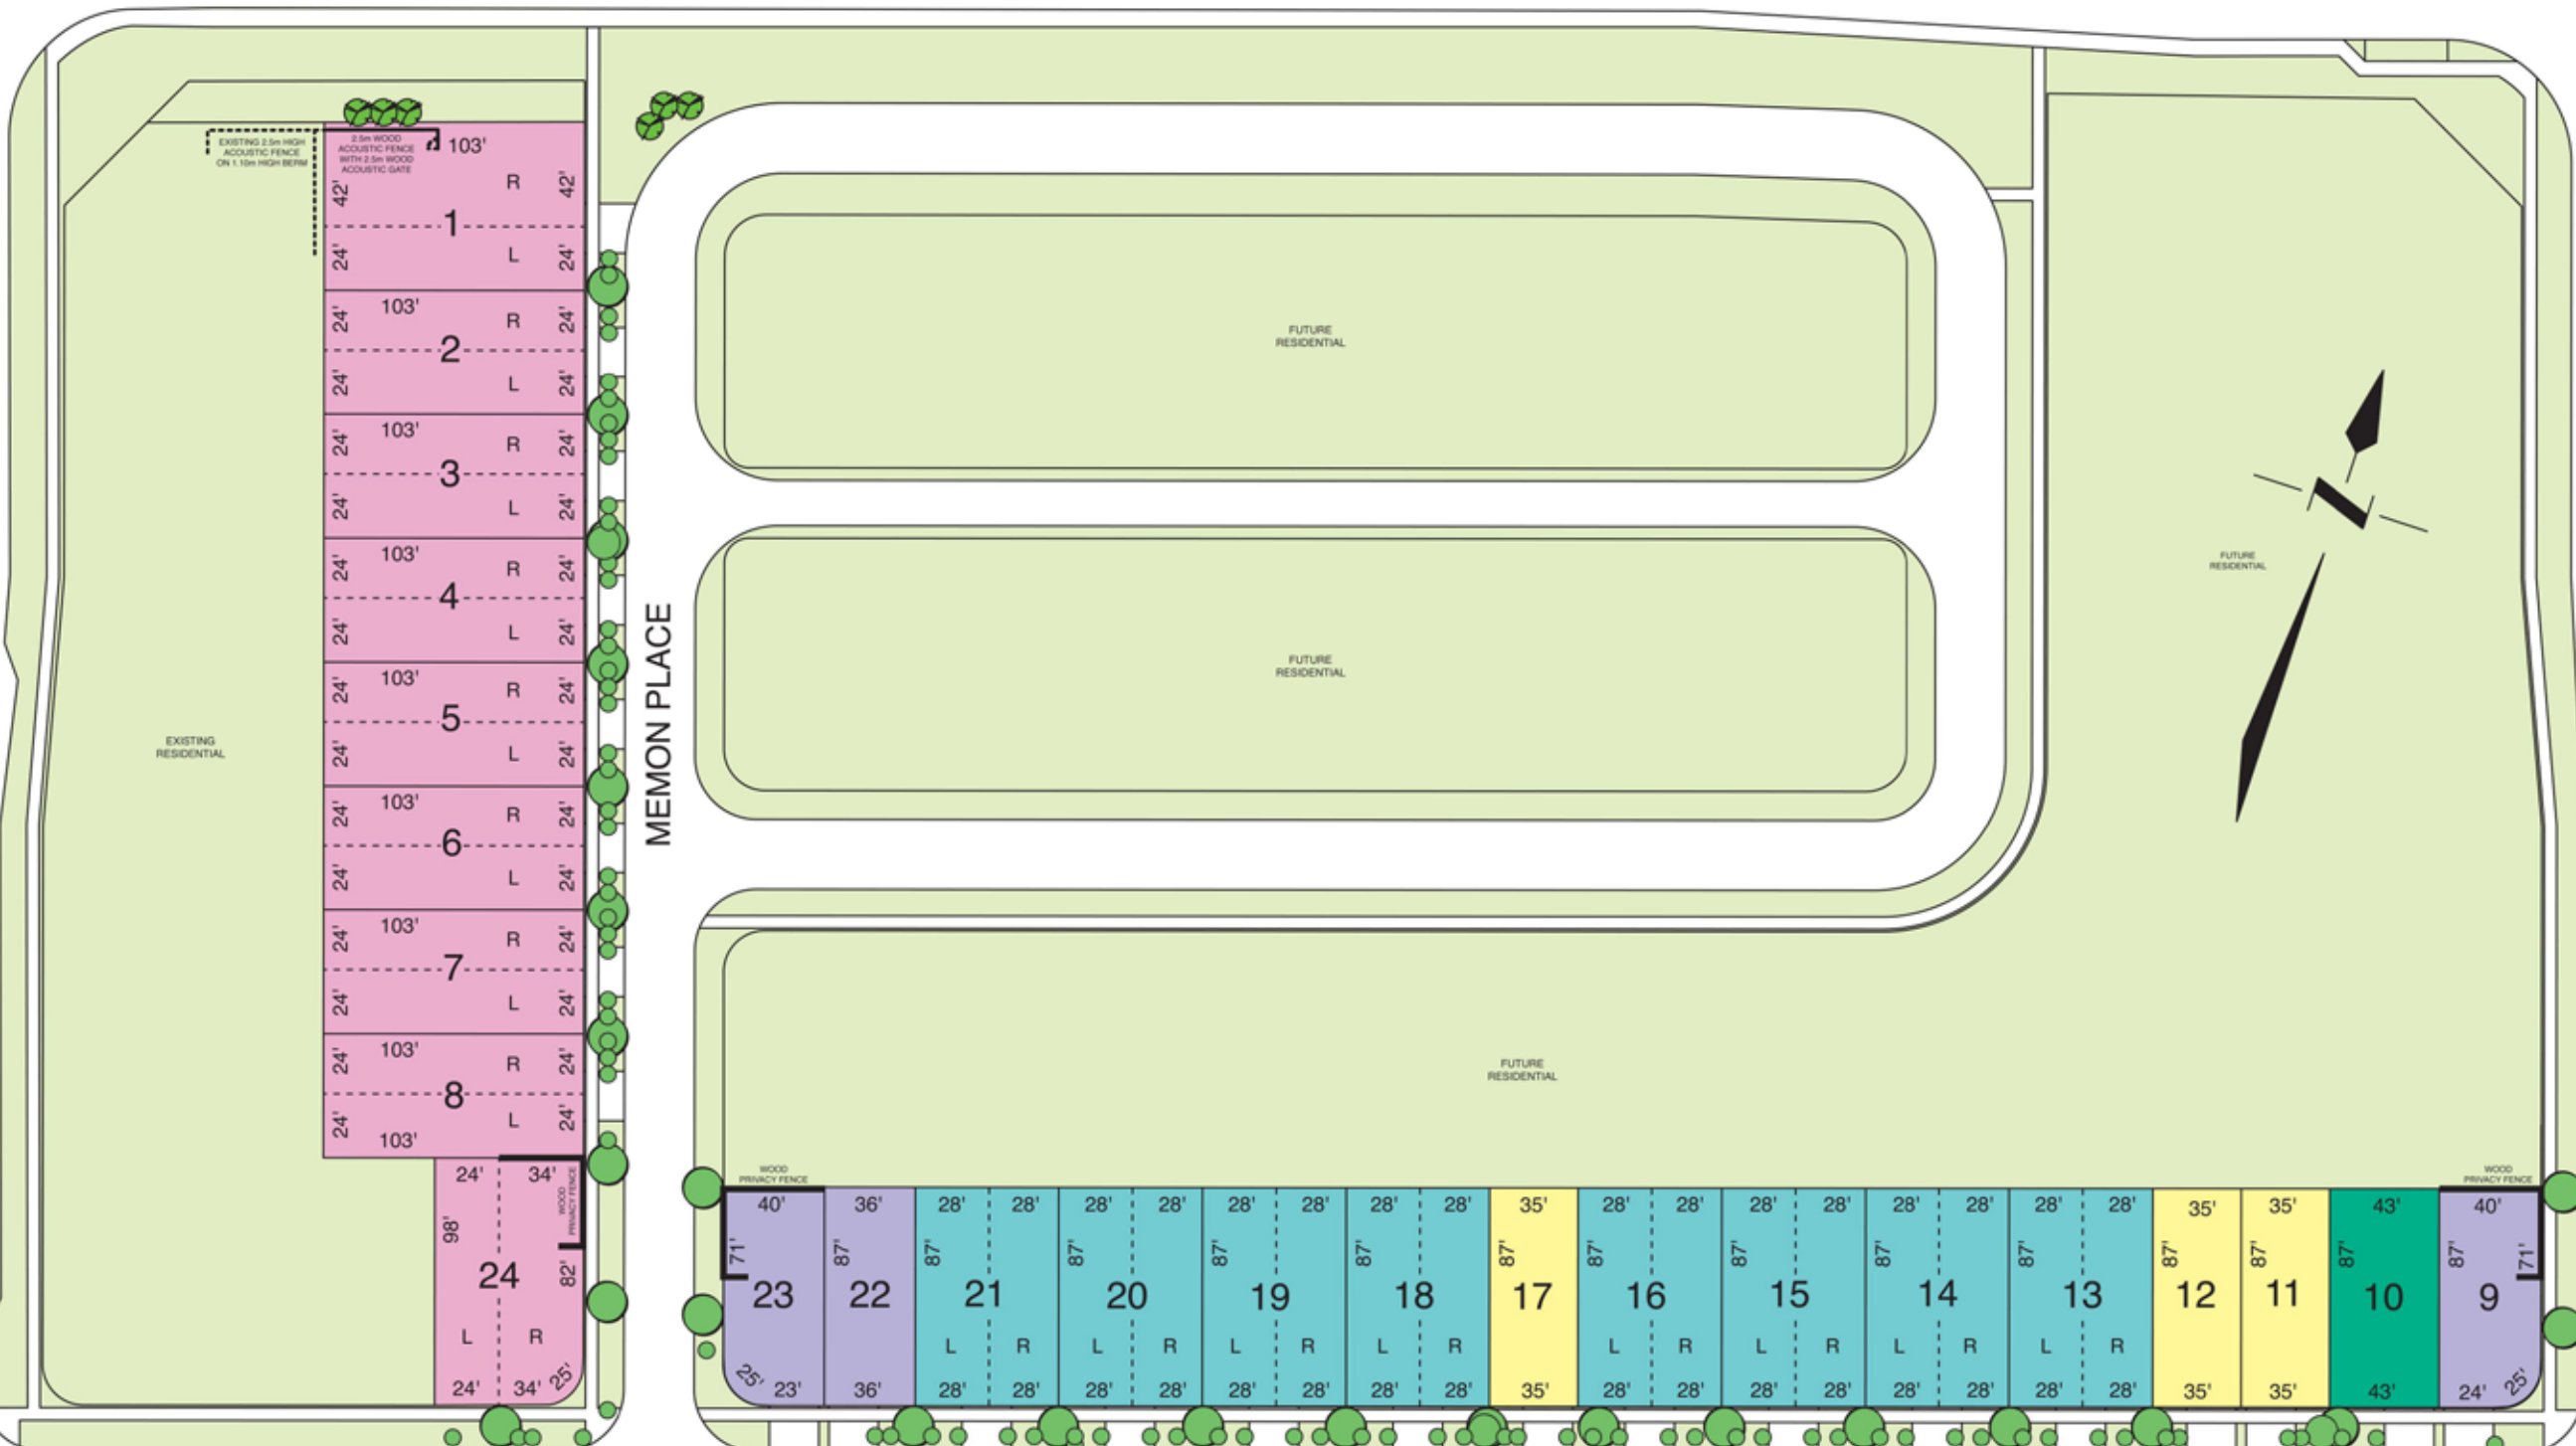 EXISTING 2.5m HIGH
ACOUSTIC FENCE
ON 1.10m HIGH BERM
2.5m WOOD
ACOUSTIC FENCE
WITH 2.5m WOOD
ACOUSTIC GATE
103'
42' R 42'
1
24' L 24'
103'
24' R 24'
2
24' L 24'
103'
24' R 24'
3
24' L 24'
103'
24' R 24'
4
24' L 24'
103'
24' R 24'
5
24' L 24'
103'
24' R 24'
6
24' L 24'
103'
24' R 24'
7
24' L 24'
103'
24' R 24'
8
24' L 24'
103'
EXISTING
RESIDENTIAL
MEMON PLACE
FUTURE
RESIDENTIAL
FUTURE
RESIDENTIAL
FUTURE
RESIDENTIAL
N
FUTURE
RESIDENTIAL
24' 34'
WOOD
PRIVACY FENCE
98'
82'
24
L R
24' 34' 25'
WOOD
PRIVACY FENCE
WOOD
PRIVACY FENCE
40' 36' 28' 28' 28' 28' 28' 28' 28' 28' 35' 28' 28' 28' 28' 28' 28' 28' 28' 35' 35' 43' 40'
71' 87' 87' 87' 87' 87' 87' 87' 87' 87' 87' 87' 87' 87' 87' 71'
23 22 21 20 19 18 17 16 15 14 13 12 11 10 9
L R L R L R L R L R L R L R L R
25' 23' 36' 28' 28' 28' 28' 28' 28' 28' 28' 35' 28' 28' 28' 28' 28' 28' 28' 28' 35' 35' 43' 24' 25'